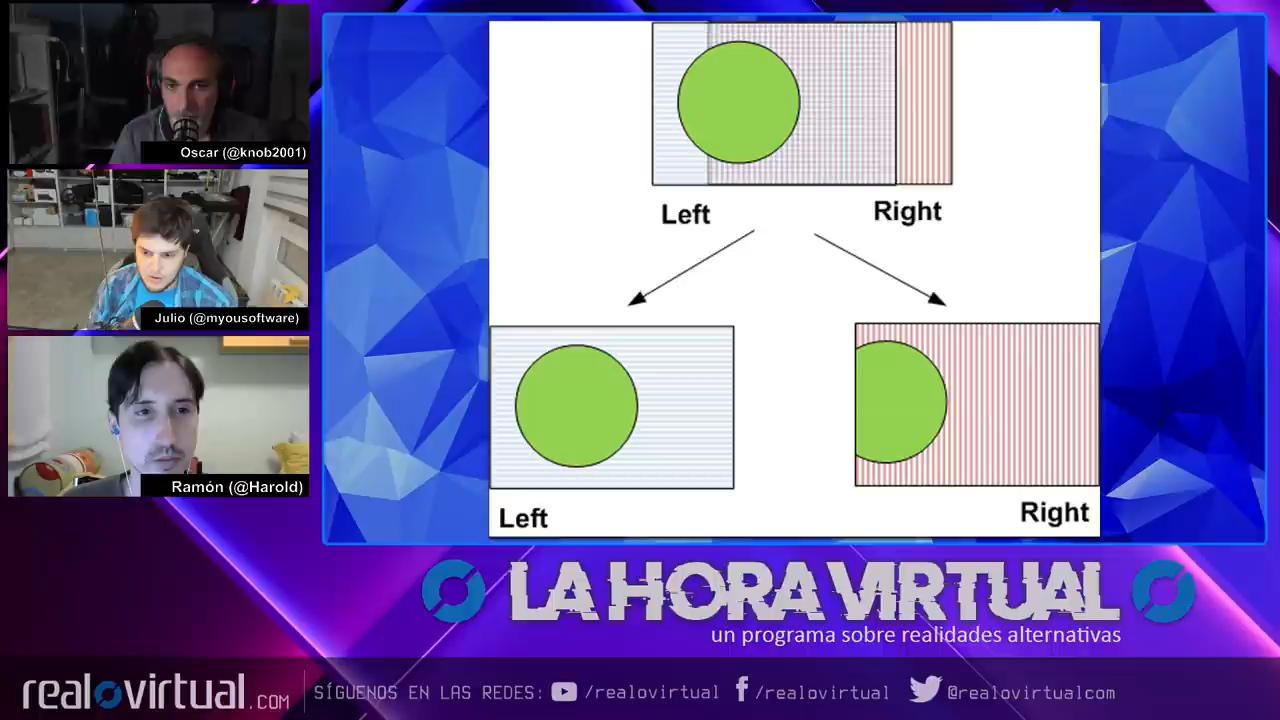 Oscar (@knob2001)
Julio (@myousoftware)
Ramón (@Harold)
Left
Right
Left
Right
LA HORA VIRTUAL
un programa sobre realidades alternativas
realovirtual.COM
SÍGUENOS EN LAS REDES:
/realovirtual
/realovirtual
@realovirtualcom